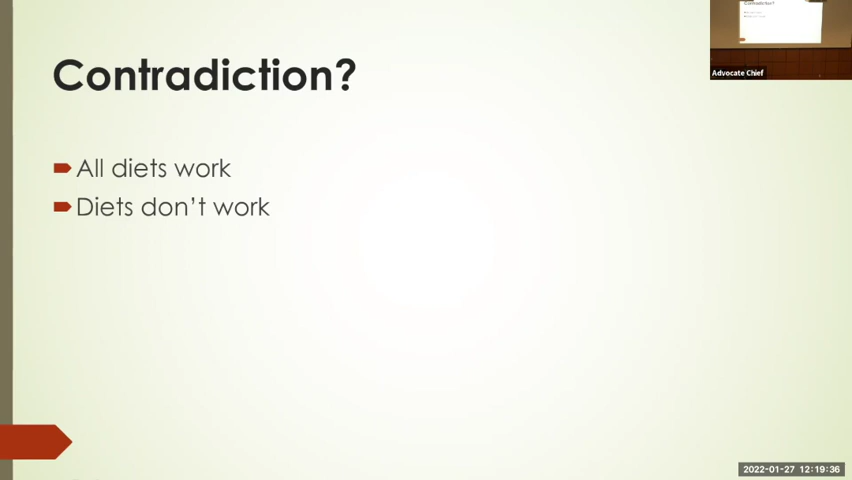 Contradiction?
All diets work
Diets don't work
Advocate Chief
2022-01-27 12:19:36